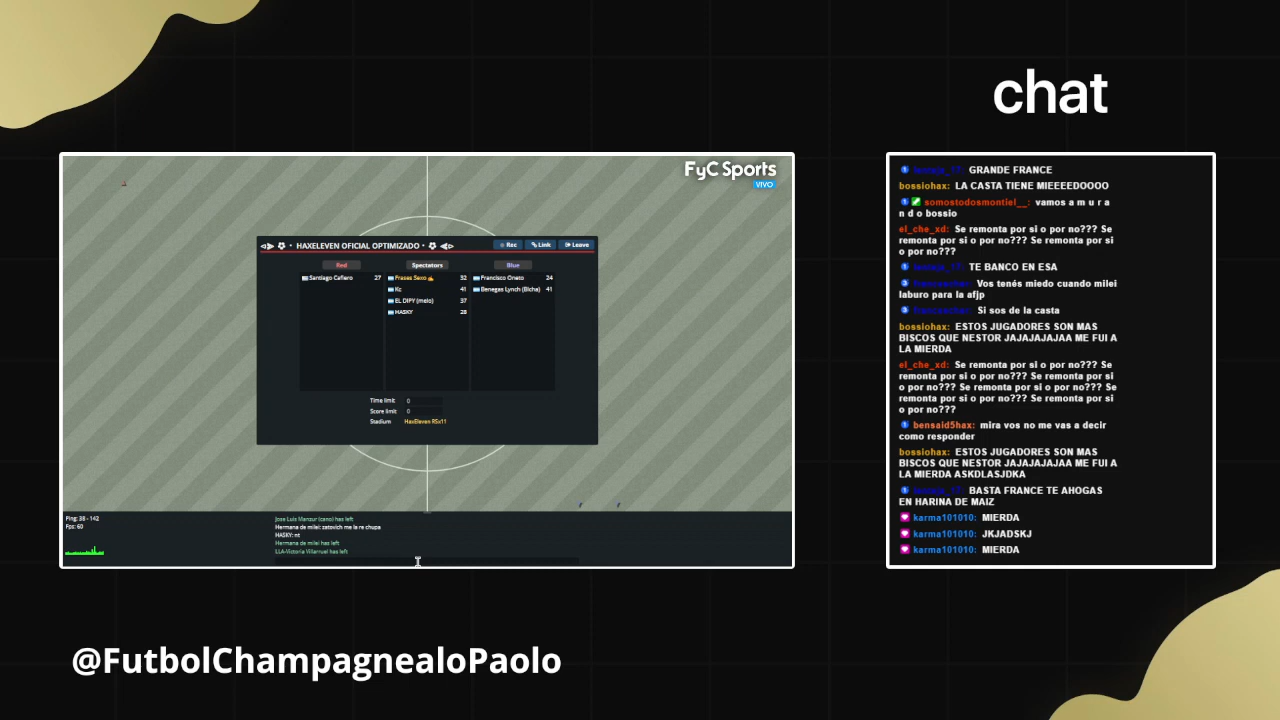 chat
FyC Sports
VIVO
HAXELEVEN OFICIAL OPTIMIZADO
Rec
Link
Leave
Red
Spectators
Blue
Santiago Cafiero 27
Frases Sexo 52
Kc 41
EL DIPY (melo) 37
HASKY 28
Francisco Oneto 24
Benegas Lynch (Bicha) 41
Time limit: 0
Score limit: 0
Stadium HaxEleven RSx11
Ping: 38 - 142
Fps: 60
Jose Luis Manzur (cano) has left
Hermana de milei: zatovich me la re chupa
HASKY: nt
Hermana de milei has left
LLA-Victoria Villarruel has left
GRANDE FRANCE
bossiohax: LA CASTA TIENE MIEEEEDOOOO
somostodosmontiel__: vamos a m u r a
n d o bossio
el_che_xd: Se remonta por si o por no??? Se
remonta por si o por no??? Se remonta por si
o por no???
TE BANCO EN ESA
Vos tenés miedo cuando milei
laburo para la afjp
Si sos de la casta
bossiohax: ESTOS JUGADORES SON MAS
BISCOS QUE NESTOR JAJAJAJAJAA ME FUI A
LA MIERDA
el_che_xd: Se remonta por si o por no??? Se
remonta por si o por no??? Se remonta por si
o por no??? Se remonta por si o por no??? Se
remonta por si o por no??? Se remonta por si
o por no???
bensaid5hax: mira vos no me vas a decir
como responder
bossiohax: ESTOS JUGADORES SON MAS
BISCOS QUE NESTOR JAJAJAJAJAA ME FUI A
LA MIERDA ASKDLASJDKA
BASTA FRANCE TE AHOGAS
EN HARINA DE MAIZ
karma101010: MIERDA
karma101010: JKJADSKJ
karma101010: MIERDA
@FutbolChampagnealoPaolo